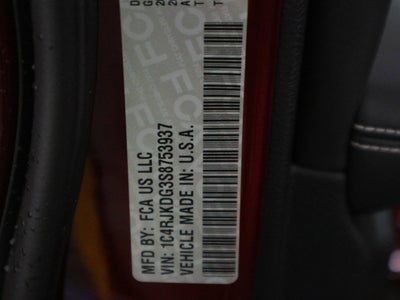 MFD BY: FCA US LLC
VIN: 1C4RJKDG3S8753937
VEHICLE MADE IN: U.S.A.